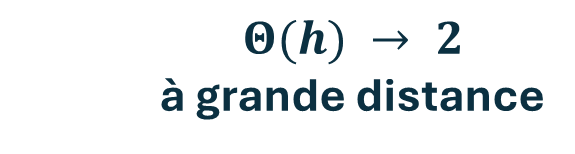 Θ(h) → 2
à grande distance